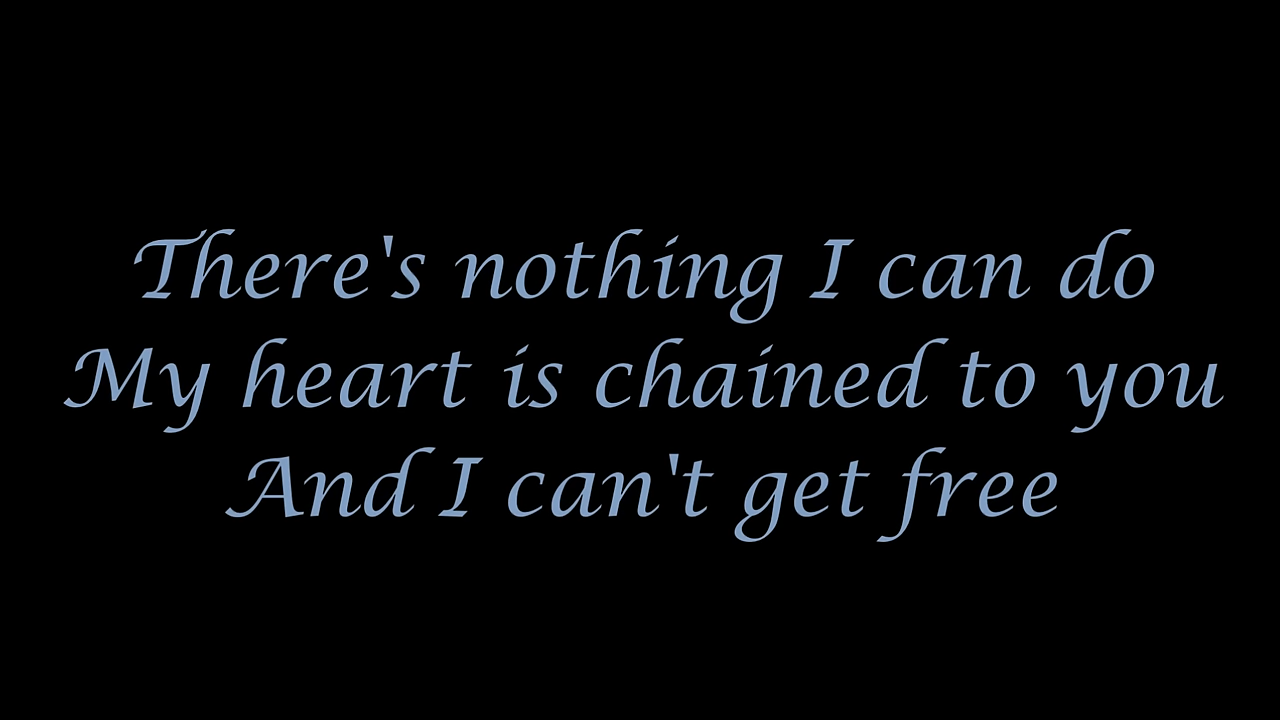 There's nothing I can do
My heart is chained to you
And I can't get free